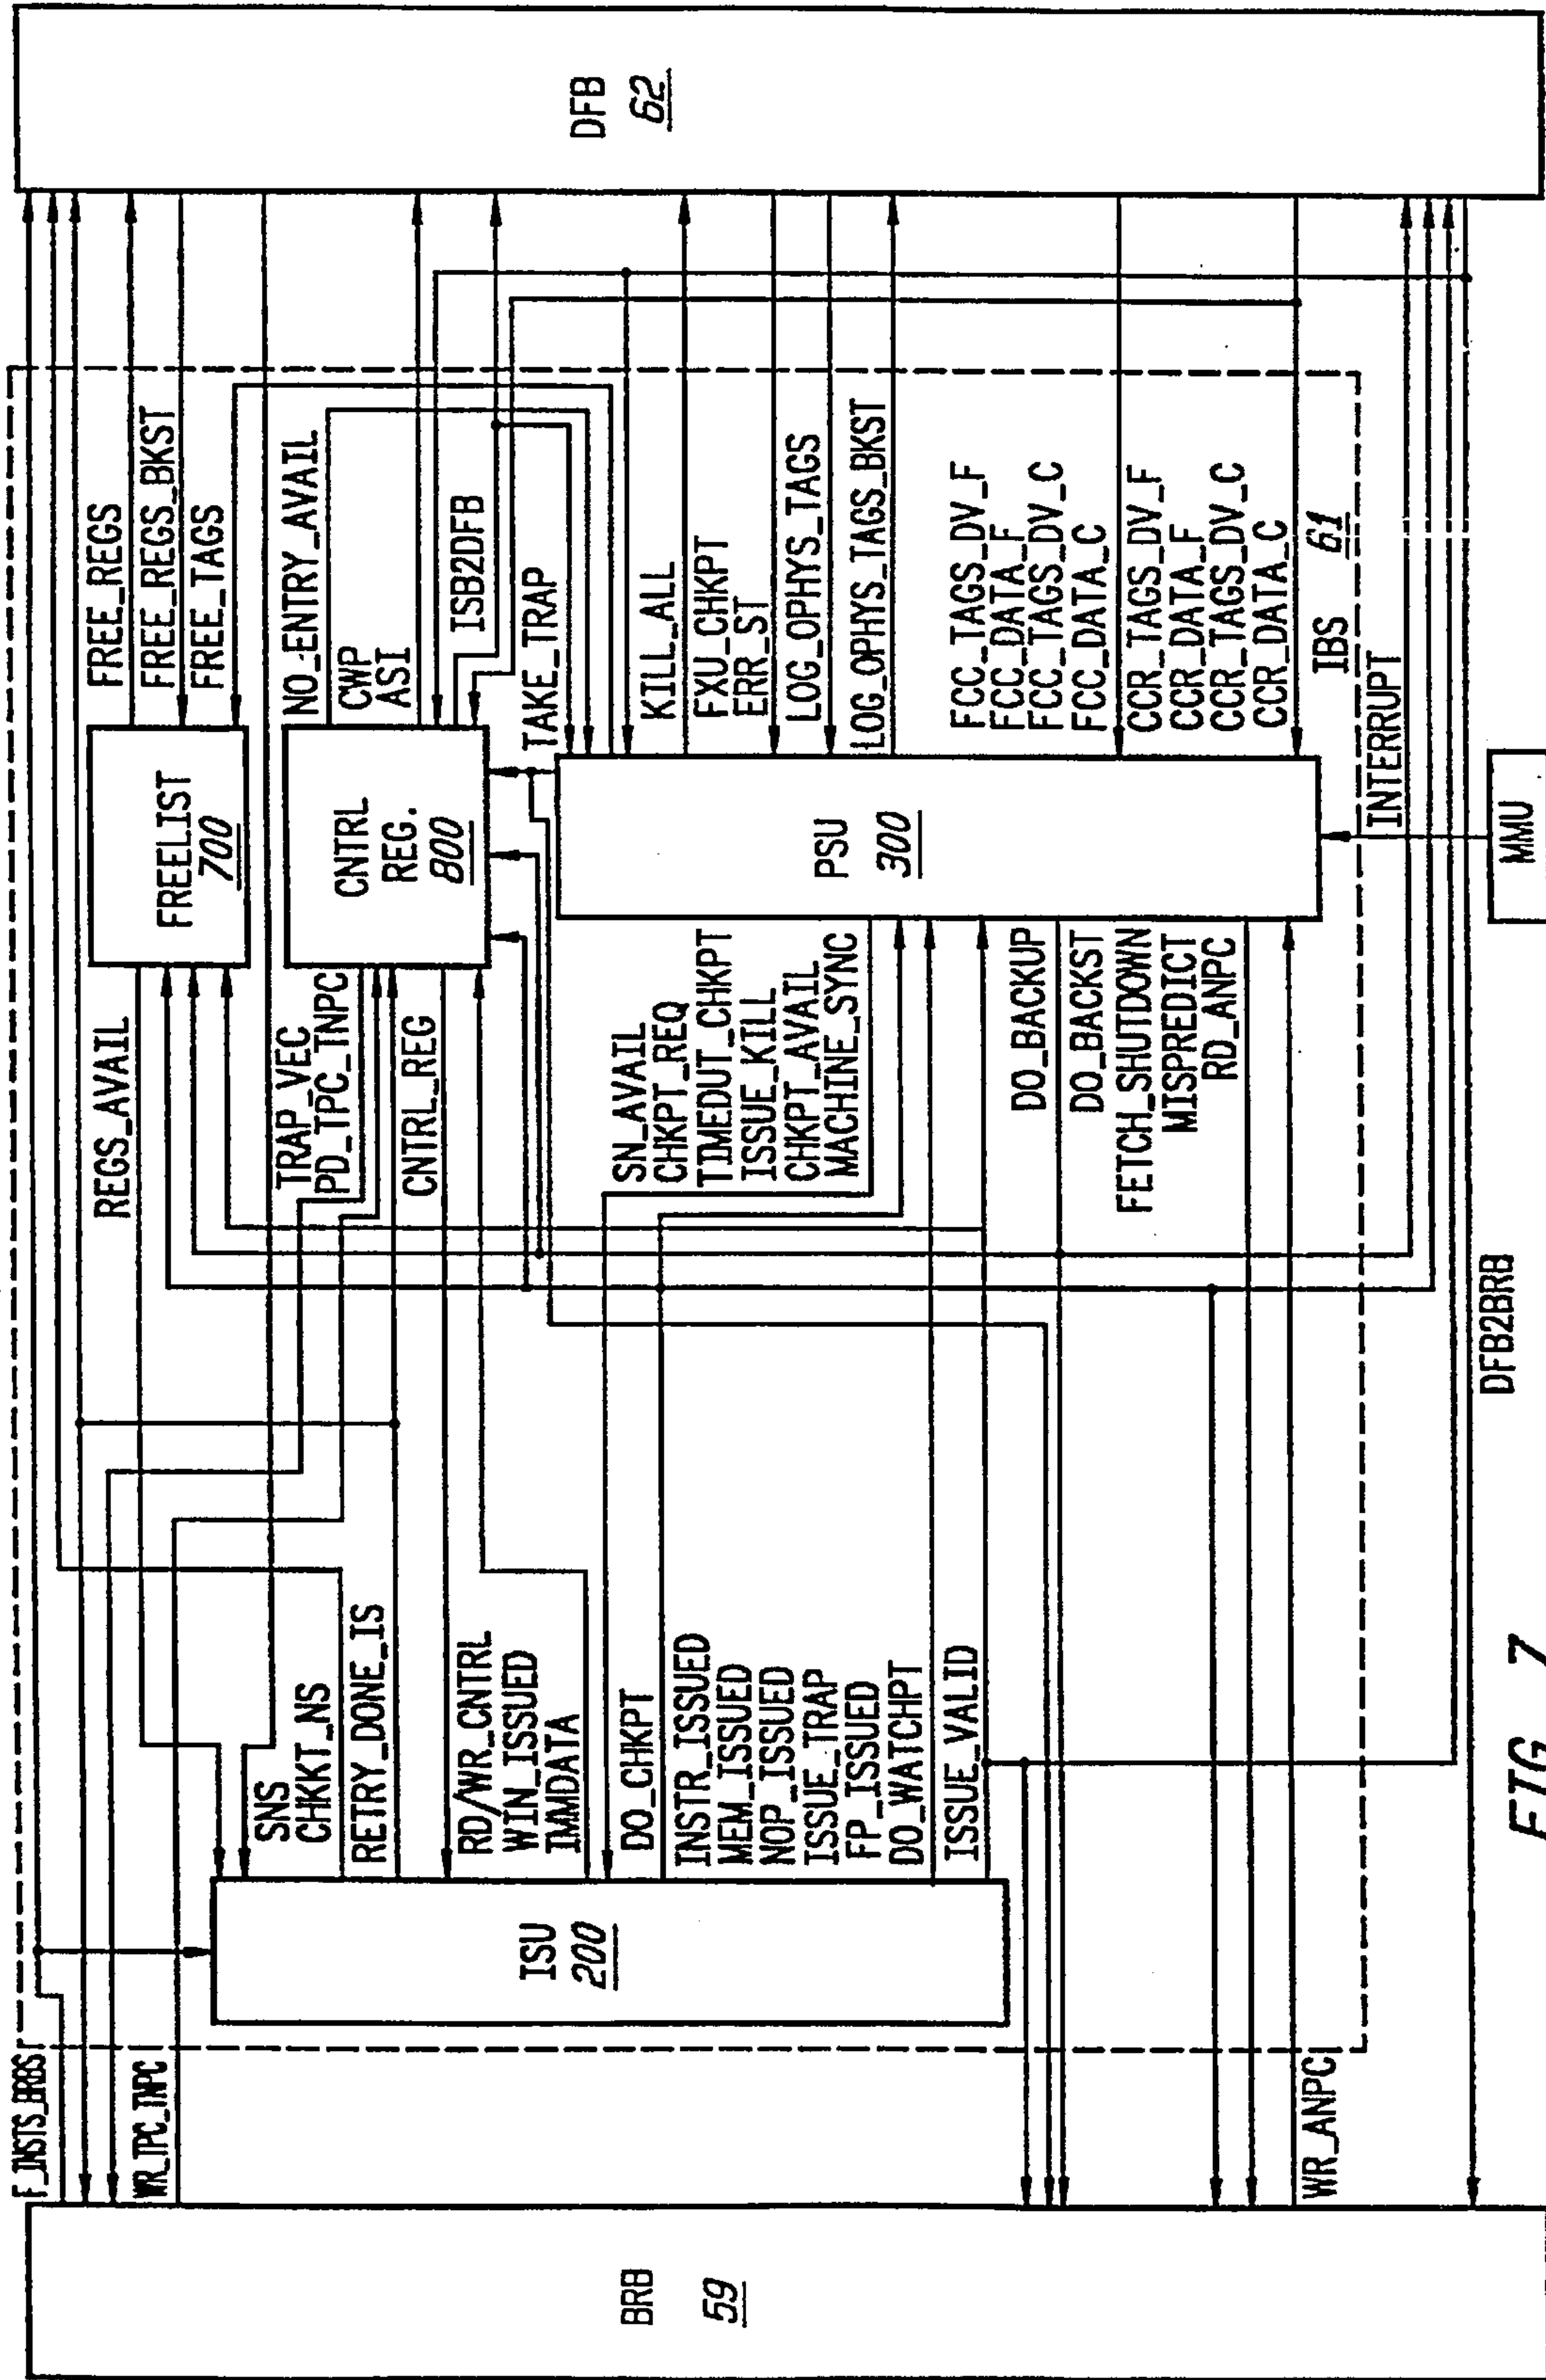 F_INSTS_BRBS
WR_TPC_TNPC
BRB
59
WR_ANPC
ISU
200
SNS
CHKKT_NS
RETRY_DONE_IS
RD/WR_CNTRL
WIN_ISSUED
IMMDATA
DO_CHKPT
INSTR_ISSUED
MEM_ISSUED
NOP_ISSUED
ISSUE_TRAP
FP_ISSUED
DO_WATCHPT
ISSUE_VALID
REGS_AVAIL
TRAP_VEC
PD_TPC_TNPC
CNTRL_REG
SN_AVAIL
CHKPT_REQ
TIMEDUT_CHKPT
ISSUE_KILL
CHKPT_AVAIL
MACHINE_SYNC
DO_BACKUP
DO_BACKST
FETCH_SHUTDOWN
MISPREDICT
RD_ANPC
DFB2BRB
FREELIST
700
CNTRL
REG.
800
PSU
300
MMU
FREE_REGS
FREE_REGS_BKST
FREE_TAGS
NO_ENTRY_AVAIL
CWP
ASI
ISB2DFB
TAKE_TRAP
KILL_ALL
FXU_CHKPT
ERR_ST
LOG_OPHYS_TAGS
LOG_OPHYS_TAGS_BKST
FCC_TAGS_DV_F
FCC_DATA_F
FCC_TAGS_DV_C
FCC_DATA_C
CCR_TAGS_DV_F
CCR_DATA_F
CCR_TAGS_DV_C
CCR_DATA_C
IBS 61
INTERRUPT
DFB
62
FIG. 7